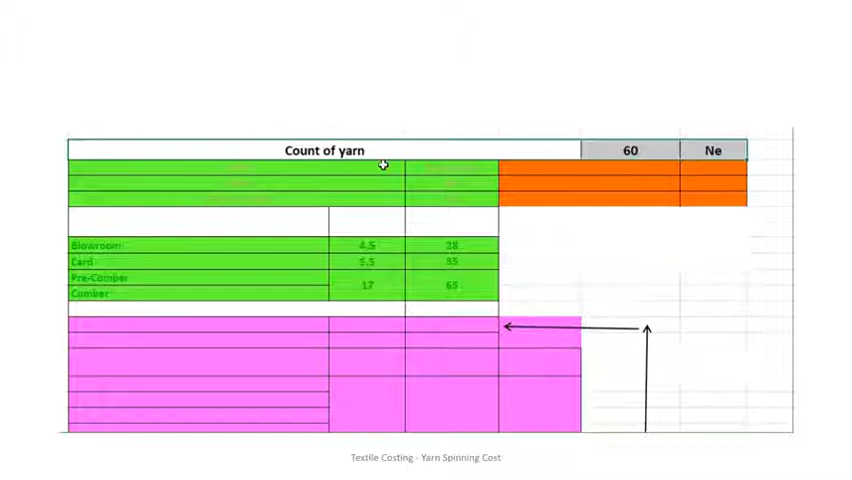 Count of yarn 60 Ne
Blowroom 4.5 28
Card 5.5 35
Pre-Comber
17 65
Comber
Textile Costing - Yarn Spinning Cost